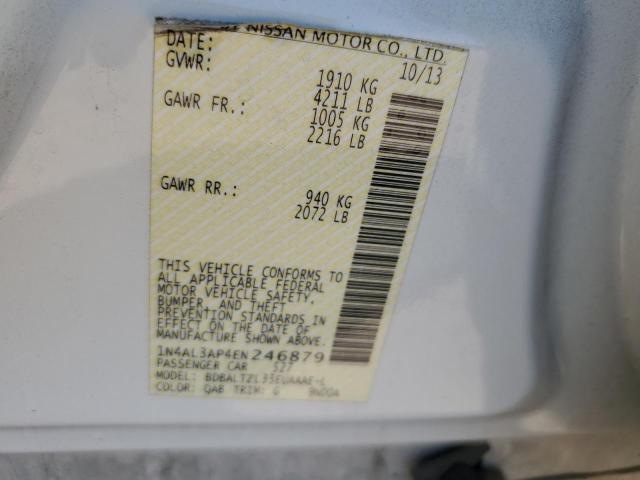 NISSAN MOTOR CO., LTD.
DATE: 10/13
GVWR: 1910 KG
4211 LB
GAWR FR.: 1005 KG
2216 LB
GAWR RR.: 940 KG
2072 LB
THIS VEHICLE CONFORMS TO
ALL APPLICABLE FEDERAL
MOTOR VEHICLE SAFETY,
BUMPER, AND THEFT
PREVENTION STANDARDS IN
EFFECT ON THE DATE OF
MANUFACTURE SHOWN ABOVE.
1N4AL3AP4EN246879
PASSENGER CAR 527
MODEL:
COLOR: QAB TRIM: G